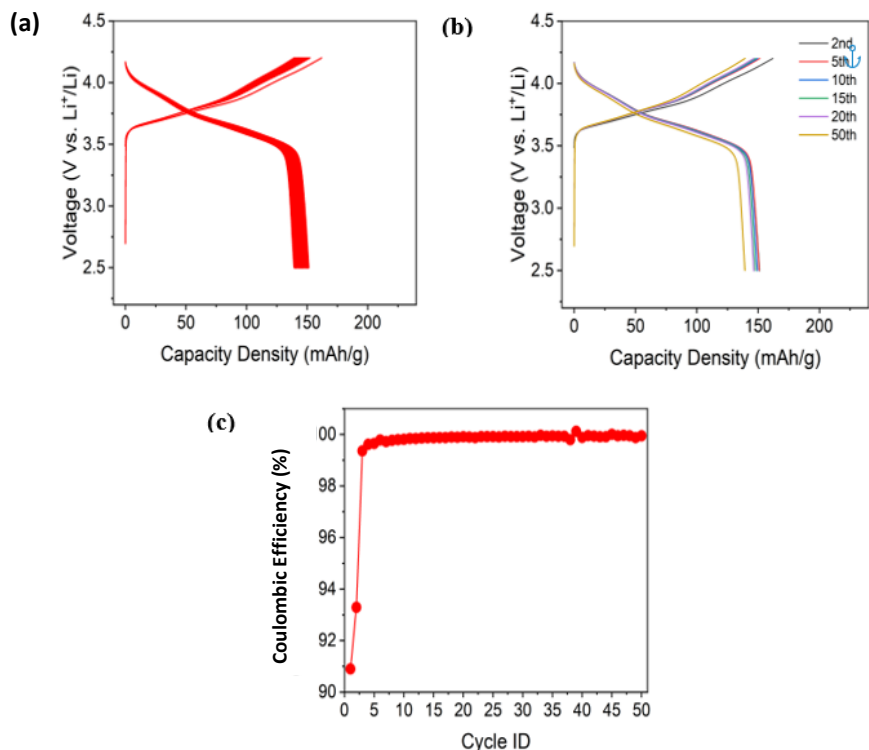 (a)
4.5
4.0
3.5
3.0
2.5
Voltage (V vs. Li⁺/Li)
0 50 100 150 200
Capacity Density (mAh/g)
(b)
4.5
4.0
3.5
3.0
2.5
Voltage (V vs. Li⁺/Li)
2nd
5th
10th
15th
20th
50th
0 50 100 150 200
Capacity Density (mAh/g)
(c)
00
98
96
94
92
90
Coulombic Efficiency (%)
0 5 10 15 20 25 30 35 40 45 50
Cycle ID